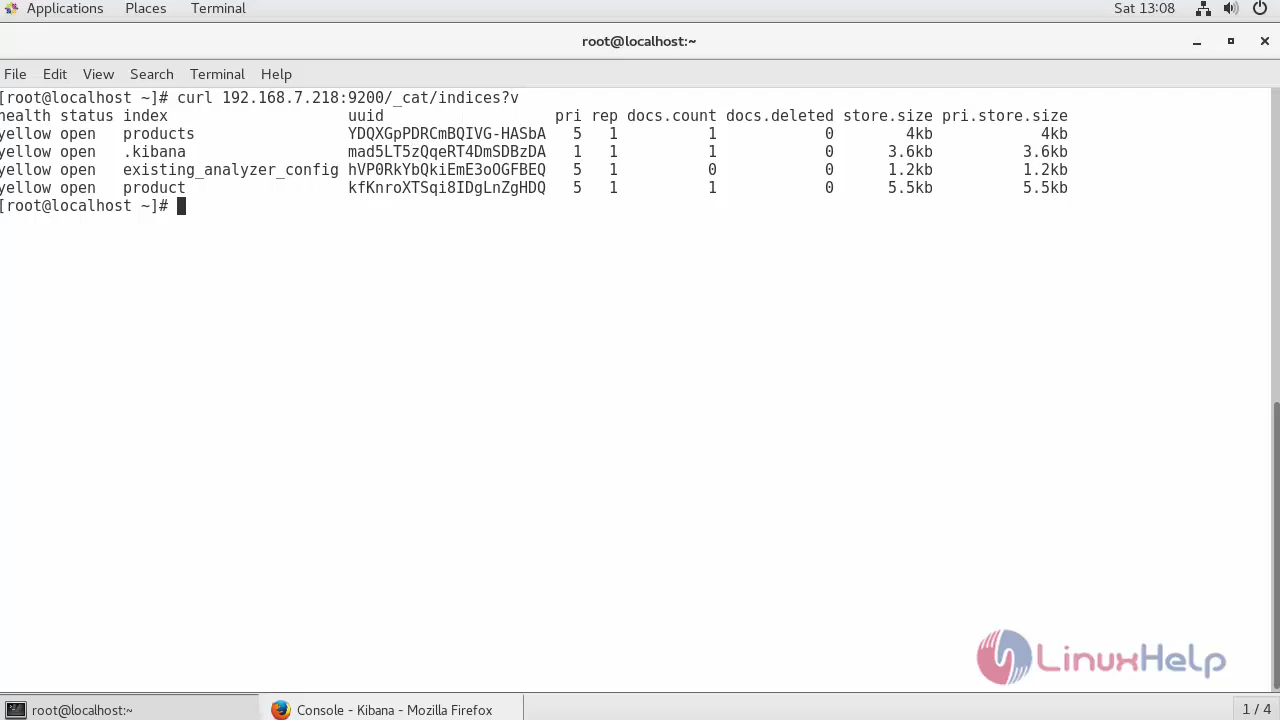 Applications Places Terminal Sat 13:08
root@localhost:~
File Edit View Search Terminal Help
[root@localhost ~]# curl 192.168.7.218:9200/_cat/indices?v
health status index uuid pri rep docs.count docs.deleted store.size pri.store.size
yellow open products YDQXGpPDRCmBQIVG-HASbA 5 1 1 0 4kb 4kb
yellow open .kibana mad5LT5zQqeRT4DmSDBzDA 1 1 1 0 3.6kb 3.6kb
yellow open existing_analyzer_config hVP0RkYbQkiEmE3oOGFBEQ 5 1 0 0 1.2kb 1.2kb
yellow open product kfKnroXTSqi8IDgLnZgHDQ 5 1 1 0 5.5kb 5.5kb
[root@localhost ~]#
LinuxHelp
root@localhost:~ Console - Kibana - Mozilla Firefox 1 / 4